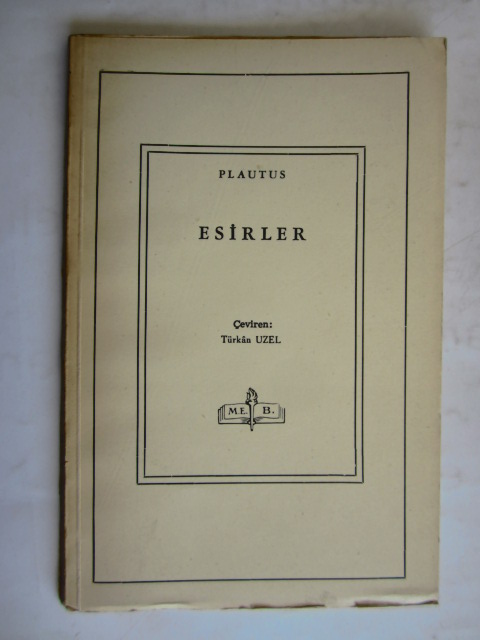 PLAUTUS
ESİRLER
Çeviren:
Türkân UZEL
M.E. B.